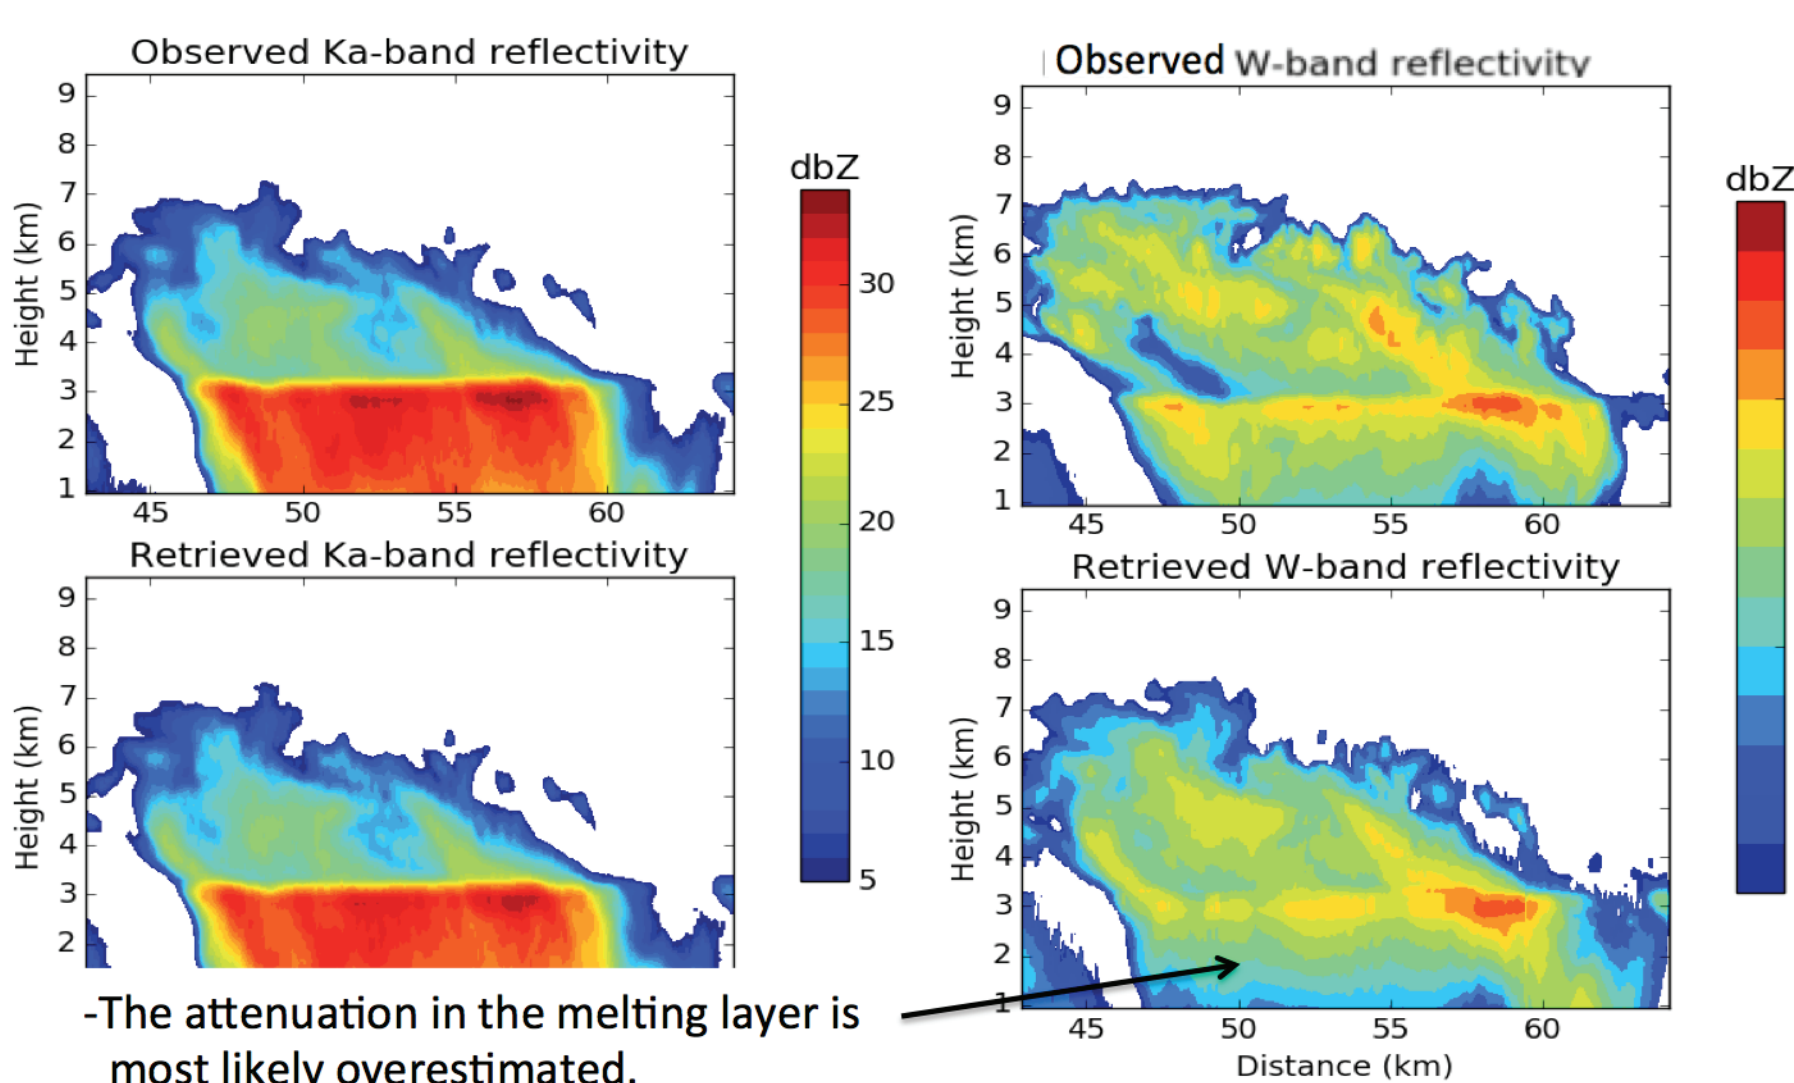 Observed Ka-band reflectivity
9
8
7
6
5
4
3
2
1
Height (km)
45 50 55 60
dbZ
30
25
20
15
10
5
Observed W-band reflectivity
9
8
7
6
5
4
3
2
1
Height (km)
45 50 55 60
dbZ
Retrieved Ka-band reflectivity
9
8
7
6
5
4
3
2
Height (km)
Retrieved W-band reflectivity
9
8
7
6
5
4
3
2
1
Height (km)
45 50 55 60
Distance (km)
-The attenuation in the melting layer is
most likely overestimated.